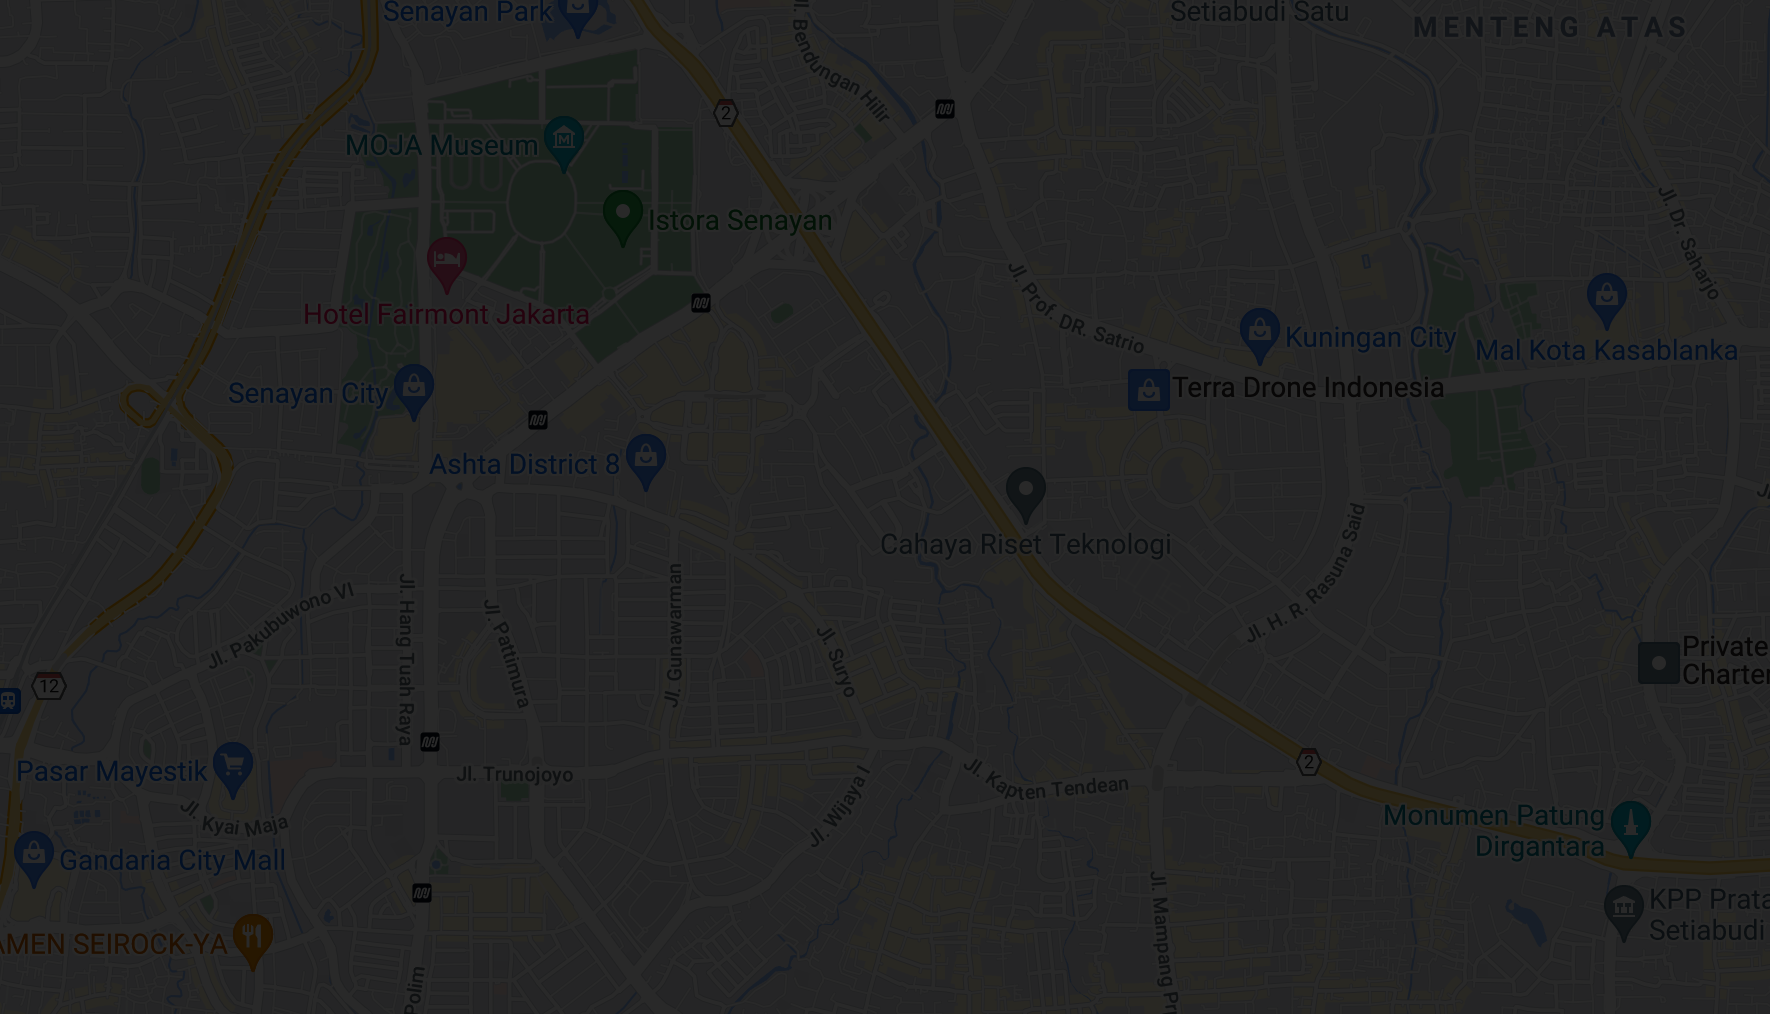 Senayan Park
Setiabudi Satu
MENTENG ATAS
Jl. Bendungan Hilir
2
MOJA Museum
Istora Senayan
Jl. Dr. Saharjo
Hotel Fairmont Jakarta
Jl. Prof. DR. Satrio
Kuningan City
Mal Kota Kasablanka
Senayan City
Terra Drone Indonesia
Ashta District 8
Cahaya Riset Teknologi
Jl. H. R. Rasuna Said
Jl. Pakubuwono VI
Jl. Hang Tuah Raya
Jl. Pattimura
Jl. Gunawarman
Jl. Suryo
Private
Charter
12
Pasar Mayestik
Jl. Trunojoyo
Jl. Kapten Tendean
2
Jl. Kyai Maja
Jl. Wijaya I
Monumen Patung
Dirgantara
Gandaria City Mall
KPP Prata
Setiabudi
AMEN SEIROCK-YA
Polim
Jl. Mampang Pr